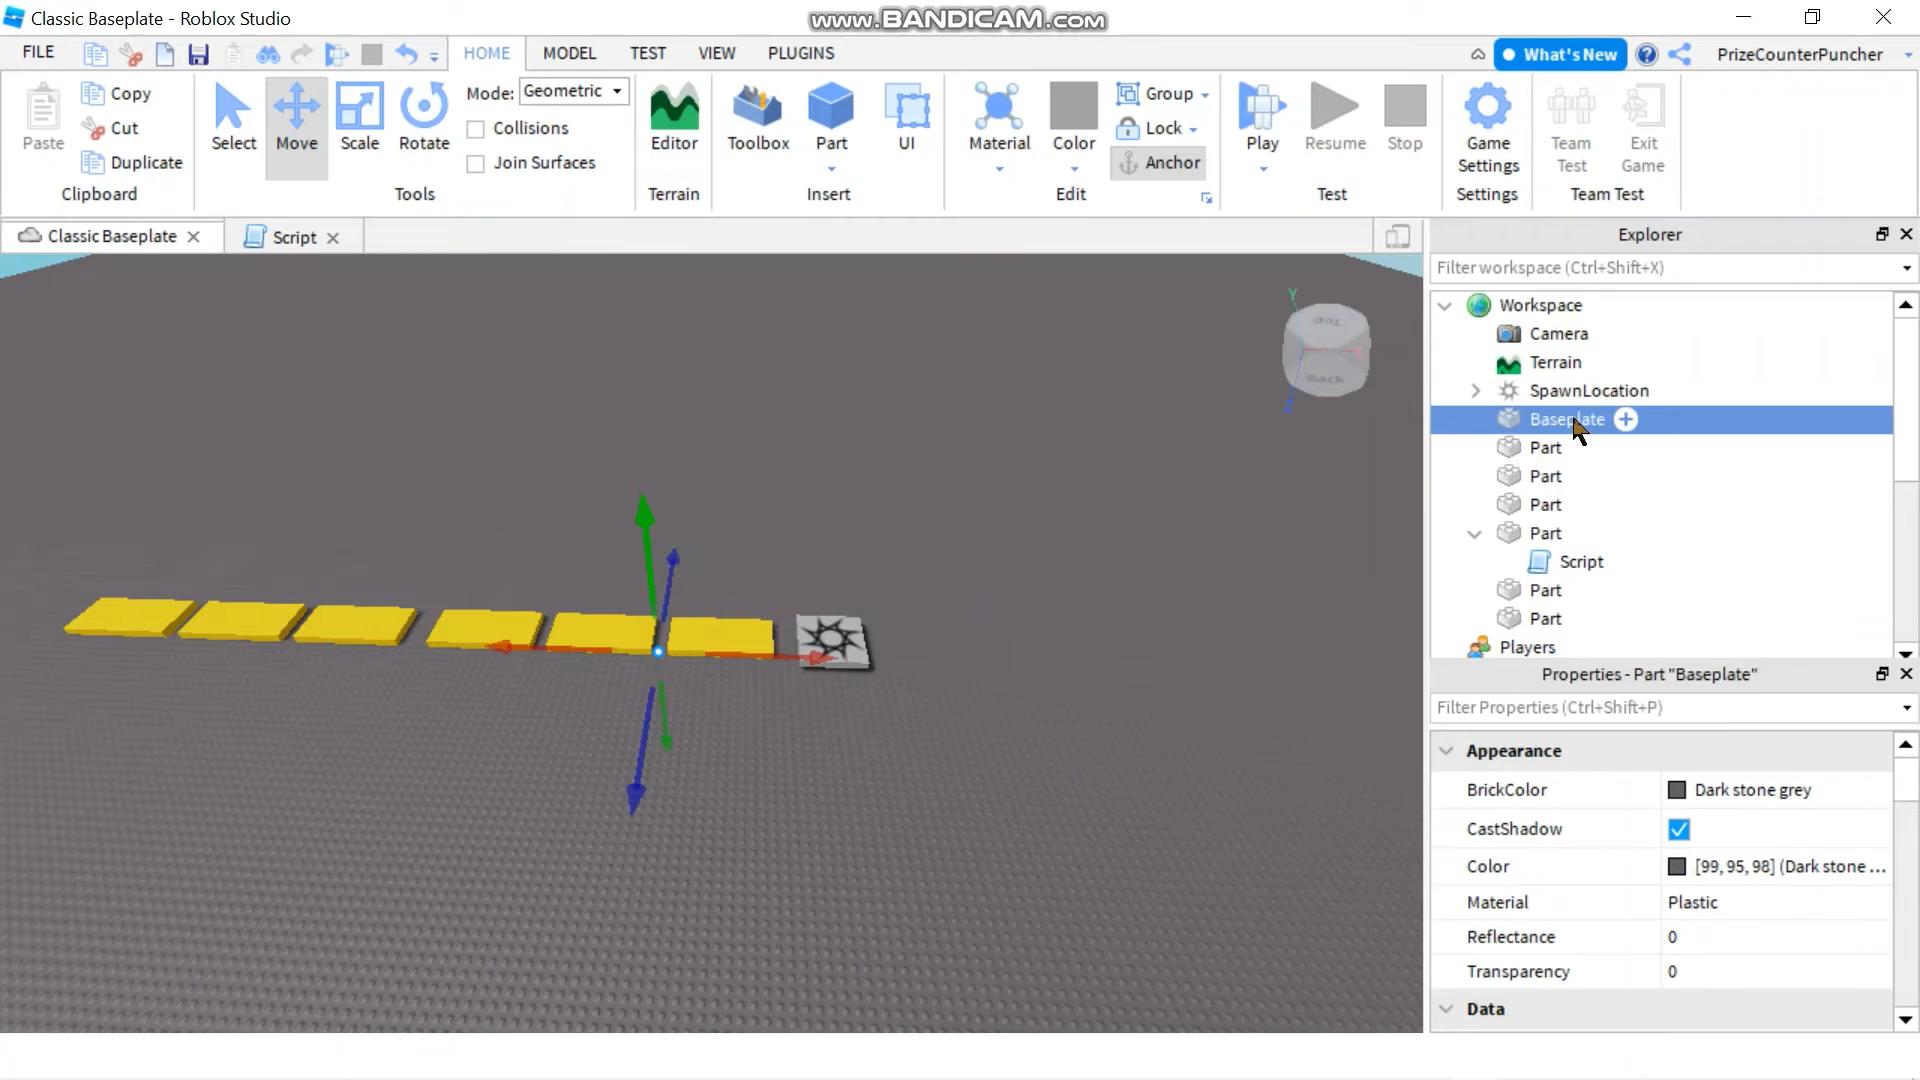 Classic Baseplate - Roblox Studio
www.BANDICAM.com
FILE
HOME
MODEL
TEST
VIEW
PLUGINS
What's New
PrizeCounterPuncher
Paste
Copy
Cut
Duplicate
Clipboard
Select
Move
Scale
Rotate
Mode: Geometric
Collisions
Join Surfaces
Tools
Editor
Terrain
Toolbox
Part
UI
Insert
Material
Color
Group
Lock
Anchor
Edit
Play
Resume
Stop
Test
Game
Settings
Settings
Team
Test
Exit
Game
Team Test
Classic Baseplate
Script
Y
Top
Back
Z
Explorer
Filter workspace (Ctrl+Shift+X)
Workspace
Camera
Terrain
SpawnLocation
Baseplate
Part
Part
Part
Part
Script
Part
Part
Players
Properties - Part "Baseplate"
Filter Properties (Ctrl+Shift+P)
Appearance
BrickColor Dark stone grey
CastShadow
Color [99, 95, 98] (Dark stone ...
Material Plastic
Reflectance 0
Transparency 0
Data